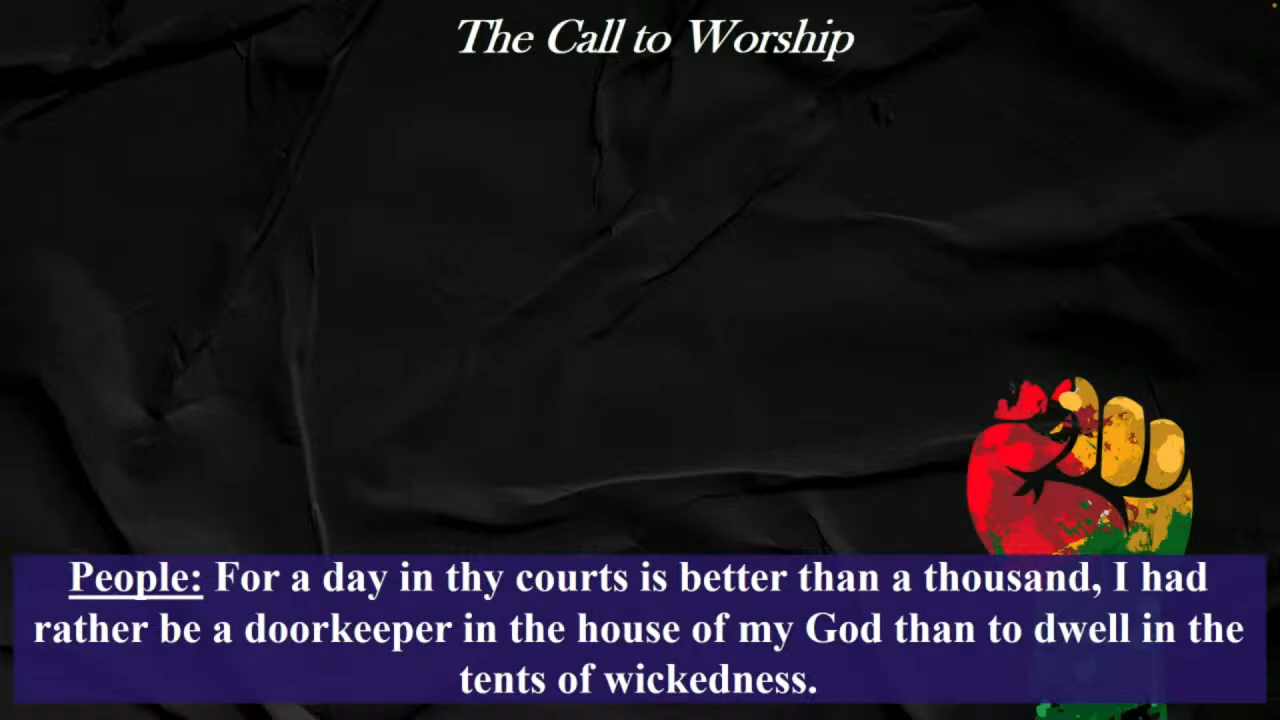 The Call to Worship
People: For a day in thy courts is better than a thousand, I had
rather be a doorkeeper in the house of my God than to dwell in the
tents of wickedness.